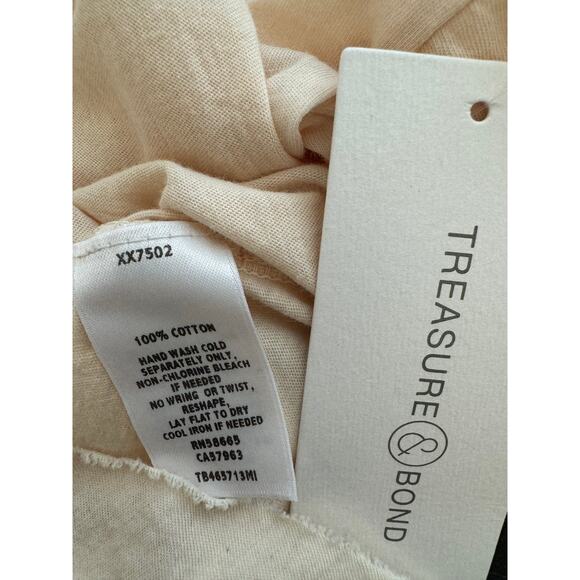 XX7502
100% COTTON
HAND WASH COLD
SEPARATELY ONLY,
NON-CHLORINE BLEACH
IF NEEDED
NO WRING OR TWIST,
RESHAPE,
LAY FLAT TO DRY
COOL IRON IF NEEDED
RN58665
CA57963
TB465713MI
TREASURE & BOND